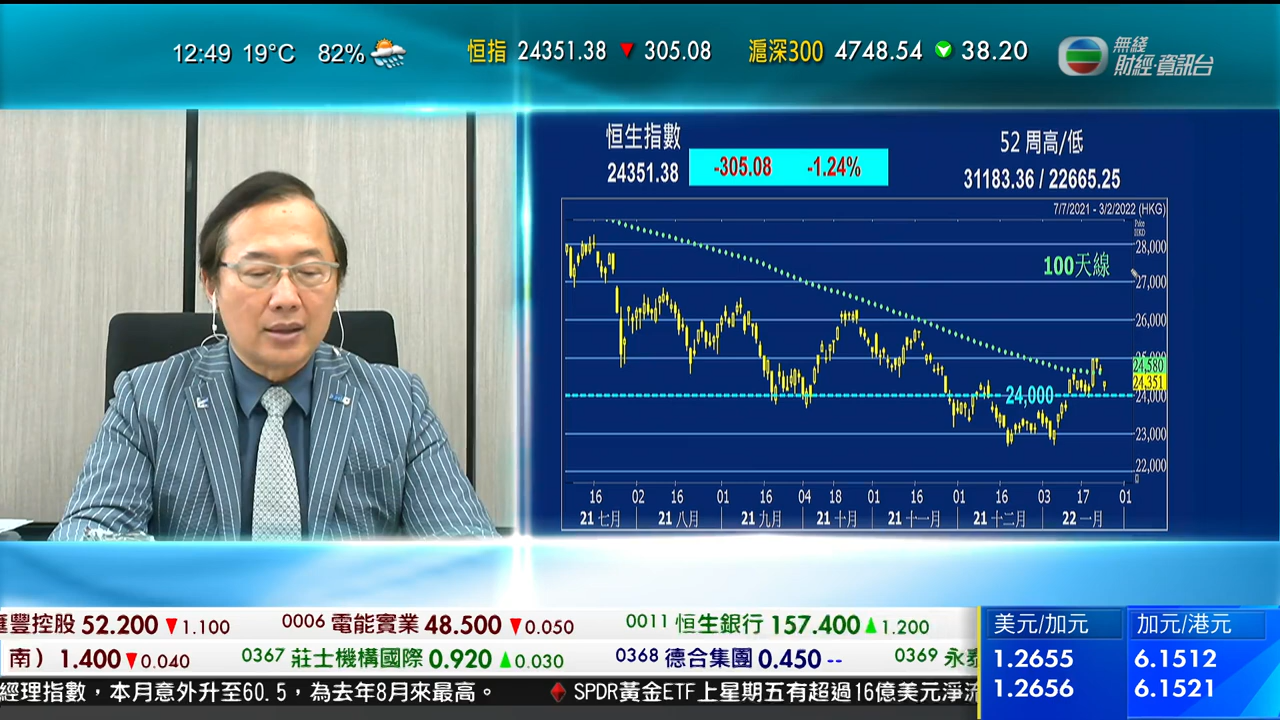 12:49 19°C 82% 恒指 24351.38 ▼ 305.08 滬深300 4748.54 38.20
無綫
財經·資訊台
恒生指數
24351.38 -305.08 -1.24%
52 周高/低
31183.36 / 22665.25
7/7/2021 - 3/2/2022 (HKG)
Price
HKD
28,000
100天線
27,000
26,000
25,000
24,580
24,351
24,000
24,000
23,000
22,000
16 02 16 01 16 04 18 01 16 01 16 03 17 01
21 七月 21 八月 21 九月 21 十月 21 十一月 21 十二月 22 一月
匯豐控股 52.200 ▼1.100 0006 電能實業 48.500 ▼0.050 0011 恒生銀行 157.400 ▲1.200
南）1.400 ▼0.040 0367 莊士機構國際 0.920 ▲0.030 0368 德合集團 0.450 -- 0369 永泰
經理指數，本月意外升至60.5，為去年8月來最高。 SPDR黃金ETF上星期五有超過16億美元淨流
美元/加元 加元/港元
1.2655 6.1512
1.2656 6.1521